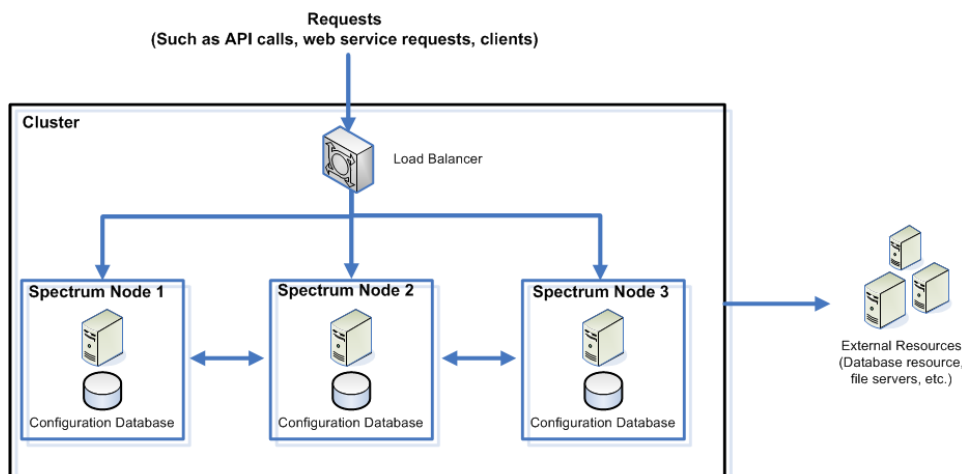 Requests
(Such as API calls, web service requests, clients)
Cluster
Load Balancer
Spectrum Node 1
Spectrum Node 2
Spectrum Node 3
Configuration Database
Configuration Database
Configuration Database
External Resources
(Database resource,
file servers, etc.)